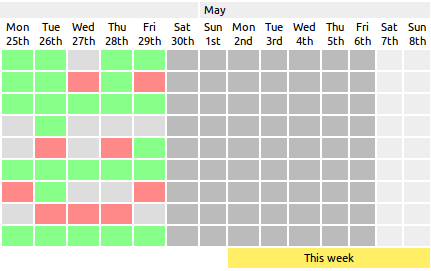 May
Mon Tue Wed Thu Fri Sat Sun Mon Tue Wed Thu Fri Sat Sun
25th 26th 27th 28th 29th 30th 1st 2nd 3rd 4th 5th 6th 7th 8th
This week